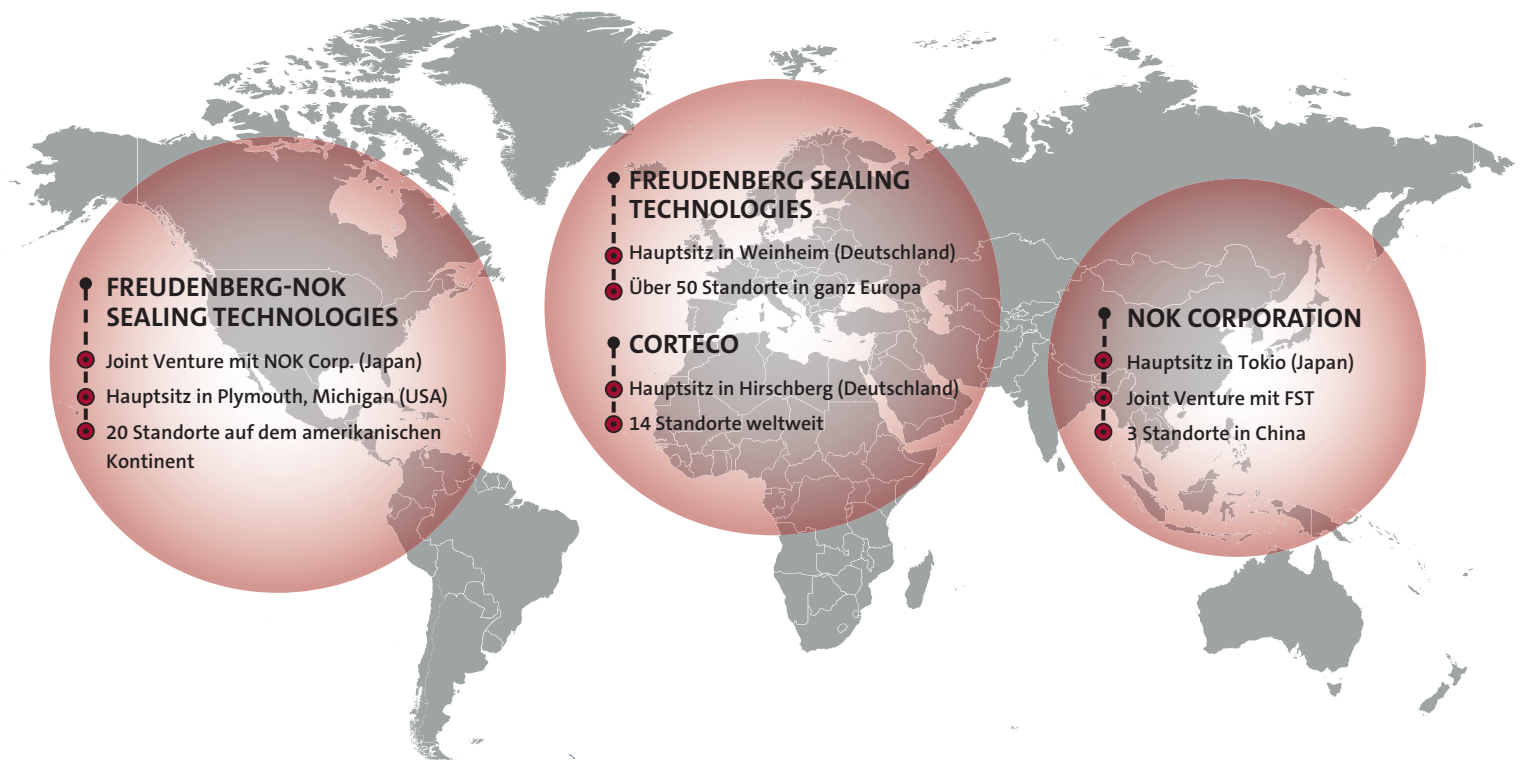 FREUDENBERG-NOK
SEALING TECHNOLOGIES
Joint Venture mit NOK Corp. (Japan)
Hauptsitz in Plymouth, Michigan (USA)
20 Standorte auf dem amerikanischen
Kontinent
FREUDENBERG SEALING
TECHNOLOGIES
Hauptsitz in Weinheim (Deutschland)
Über 50 Standorte in ganz Europa
CORTECO
Hauptsitz in Hirschberg (Deutschland)
14 Standorte weltweit
NOK CORPORATION
Hauptsitz in Tokio (Japan)
Joint Venture mit FST
3 Standorte in China